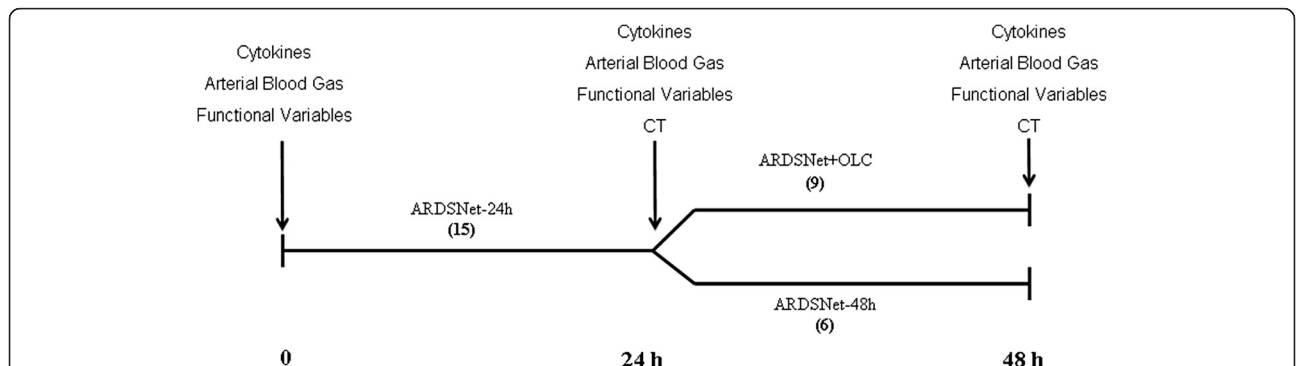 Cytokines
Arterial Blood Gas
Functional Variables
Cytokines
Arterial Blood Gas
Functional Variables
CT
Cytokines
Arterial Blood Gas
Functional Variables
CT
ARDSNet-24h
(15)
ARDSNet+OLC
(9)
ARDSNet-48h
(6)
0
24 h
48 h